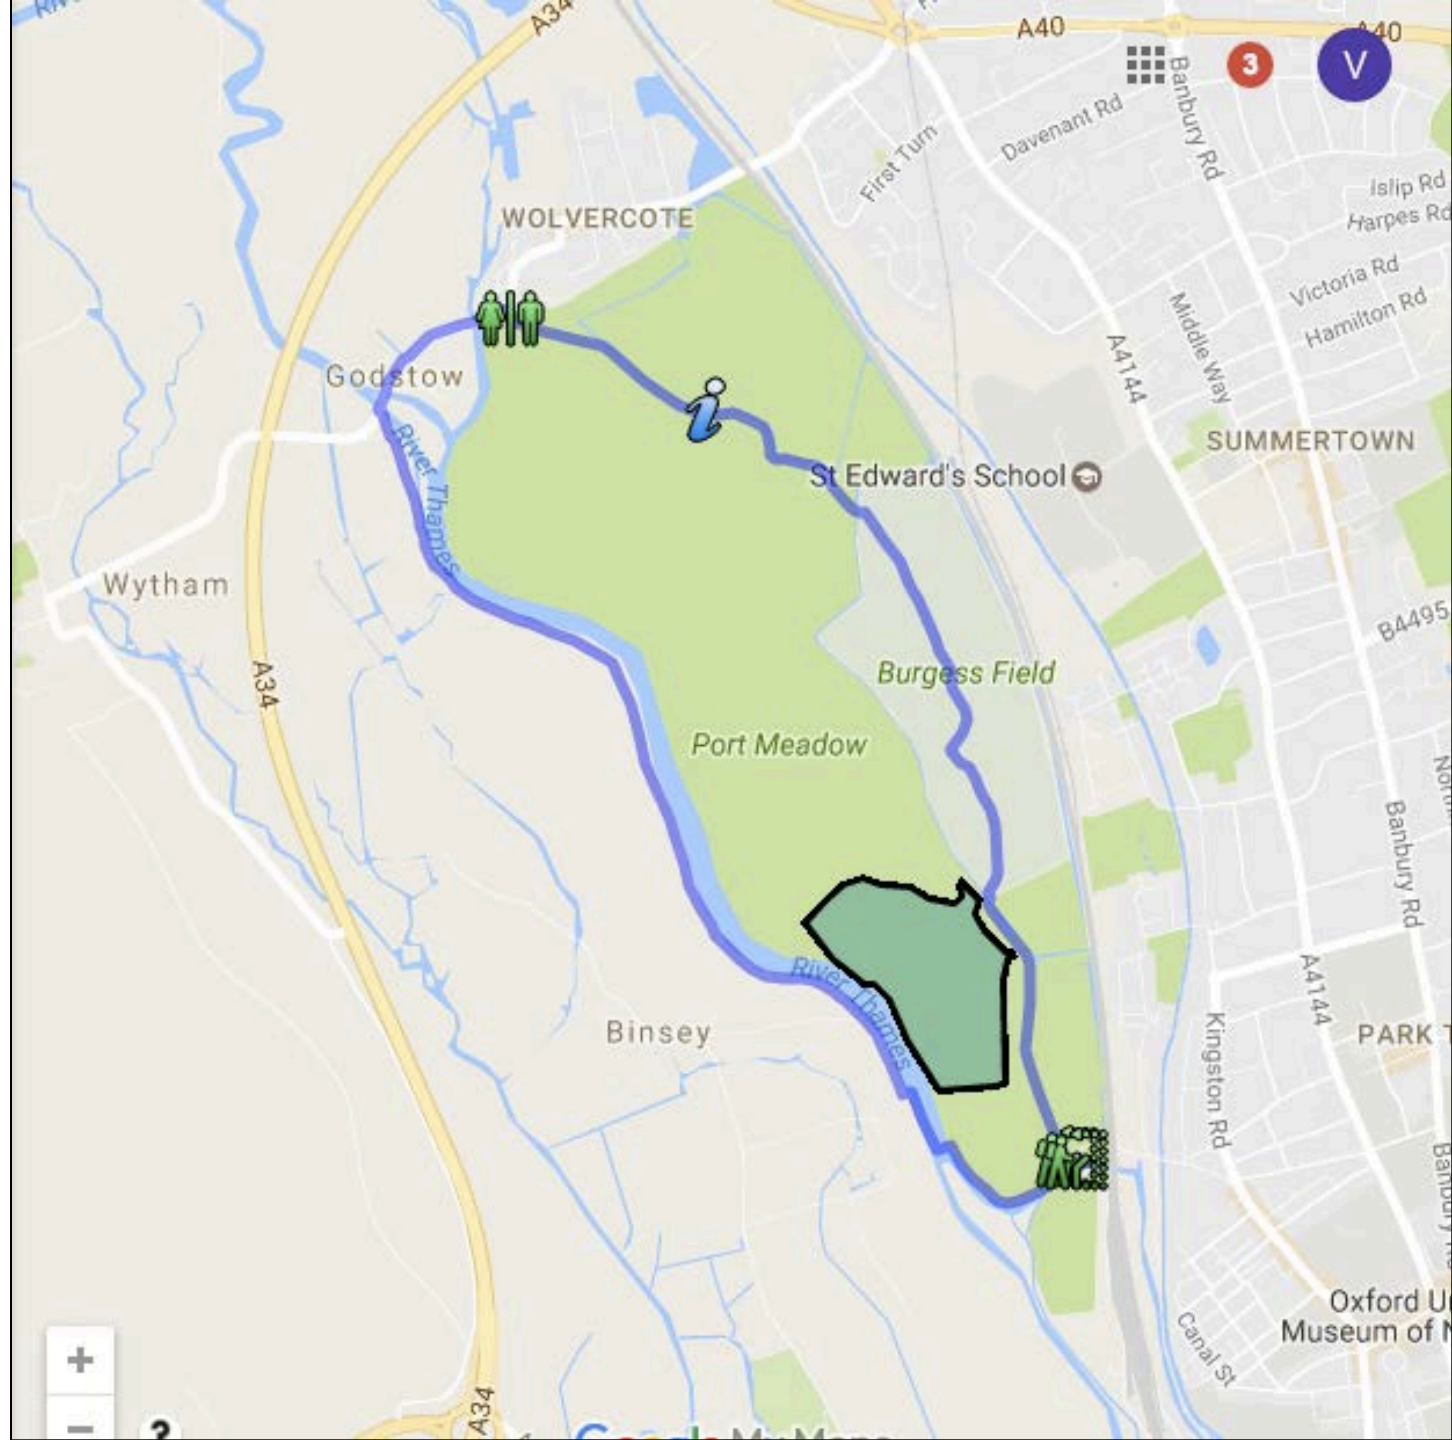 A34
A40
A40
3
V
Banbury Rd
Davenant Rd
First Turn
Islip Rd
Harpes Rd
WOLVERCOTE
Victoria Rd
Hamilton Rd
Middle Way
A4144
Godstow
SUMMERTOWN
River Thames
St Edward's School
Wytham
B4495
A34
Burgess Field
Port Meadow
Banbury Rd
River Thames
A4144
Binsey
Kingston Rd
PARK
Oxford
Museum of
Canal St
A34
+
−
?